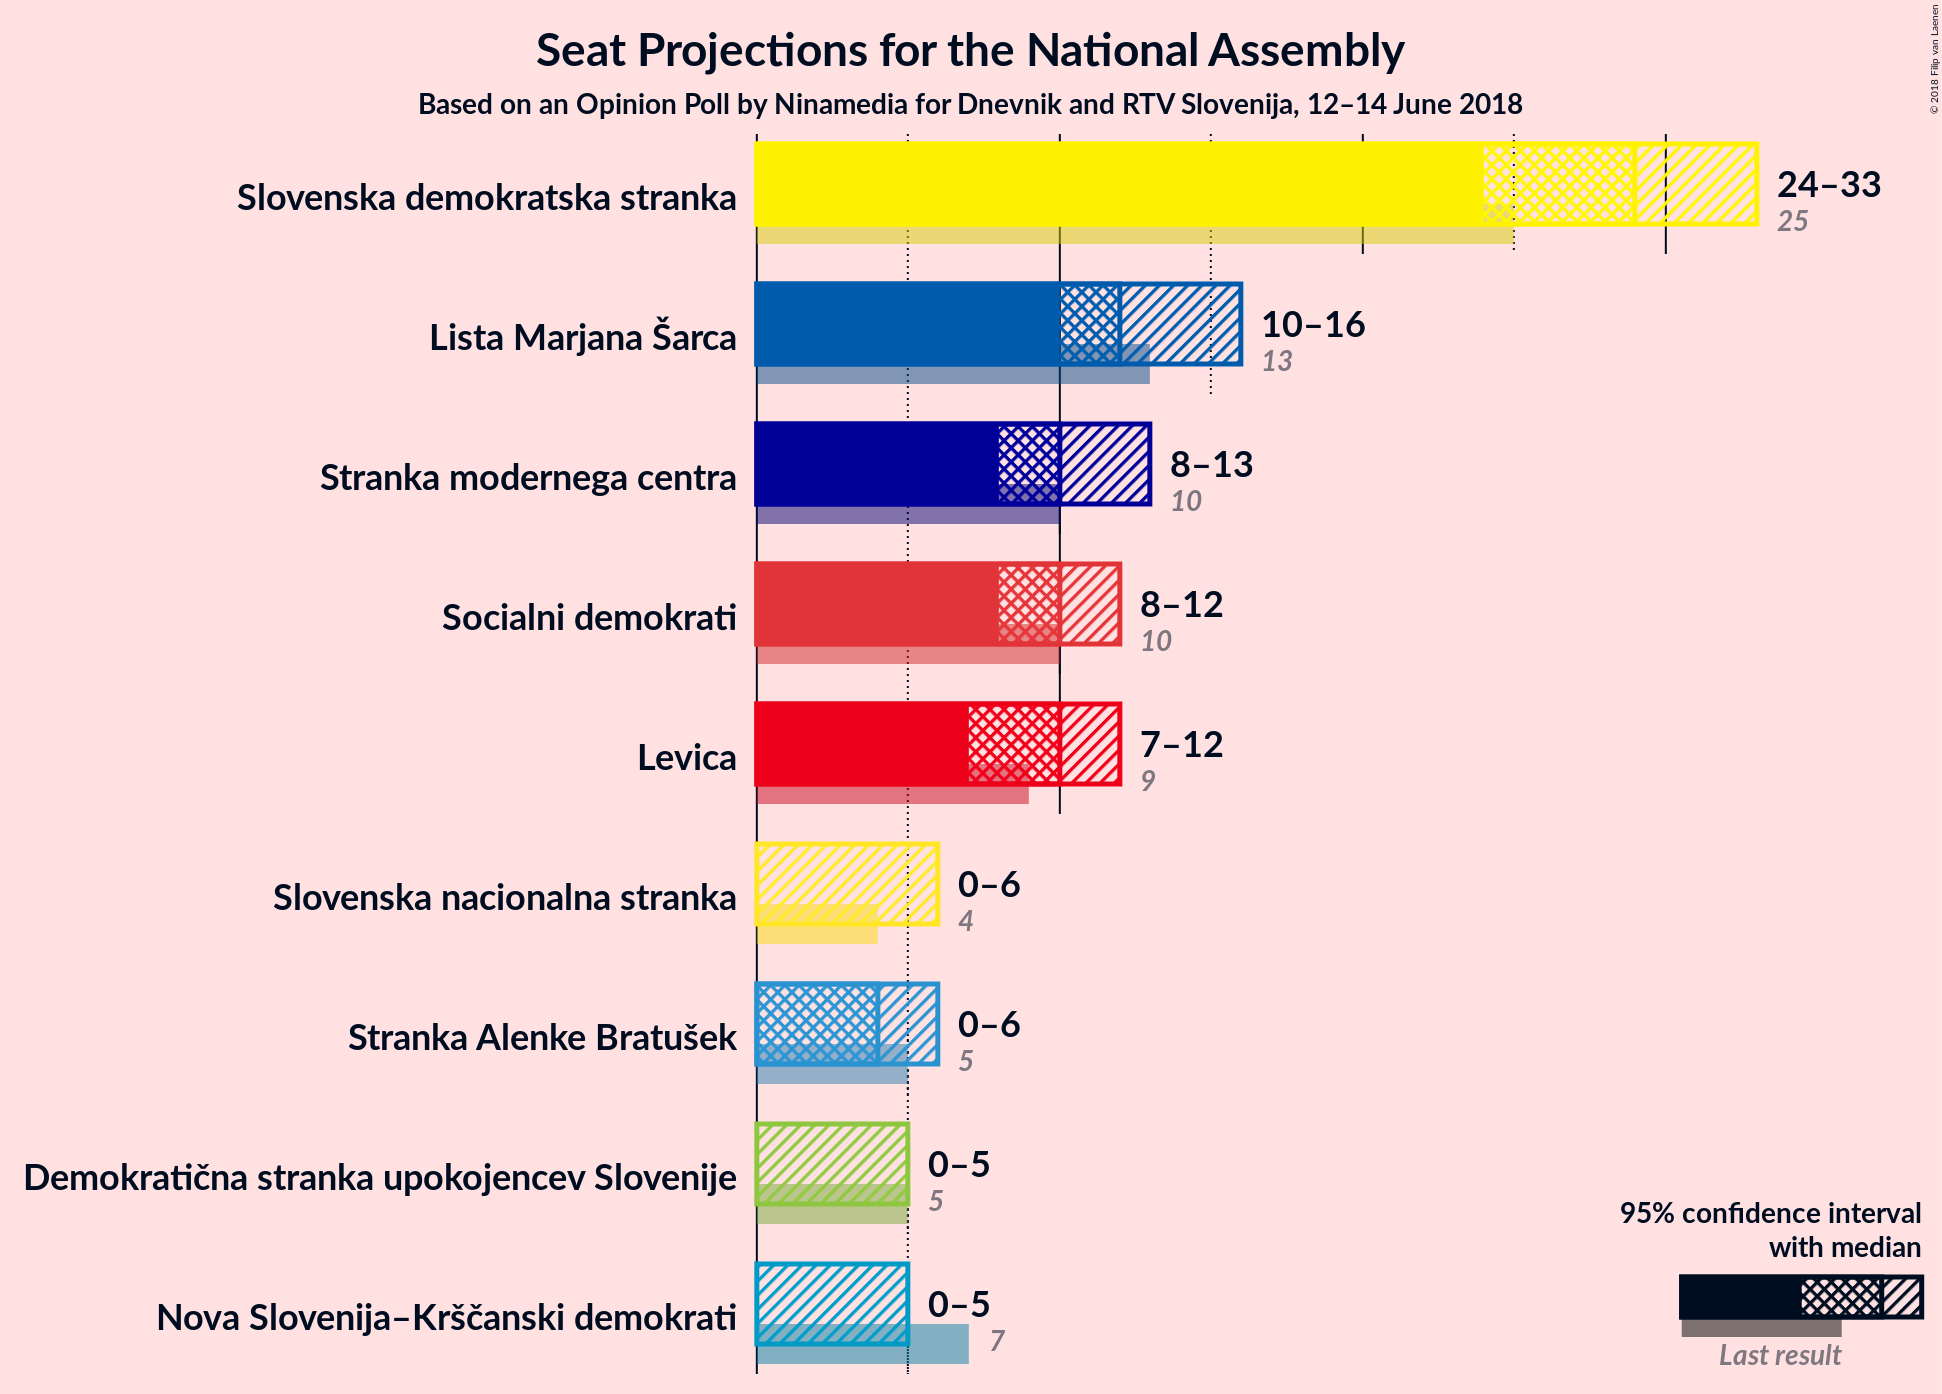 Seat Projections for the National Assembly
Based on an Opinion Poll by Ninamedia for Dnevnik and RTV Slovenija, 12–14 June 2018
© 2018 Filip van Laenen
Slovenska demokratska stranka
24–33
25
Lista Marjana Šarca
10–16
13
Stranka modernega centra
8–13
10
Socialni demokrati
8–12
10
Levica
7–12
9
Slovenska nacionalna stranka
0–6
4
Stranka Alenke Bratušek
0–6
5
Demokratična stranka upokojencev Slovenije
0–5
5
Nova Slovenija–Krščanski demokrati
0–5
7
95% confidence interval
with median
Last result